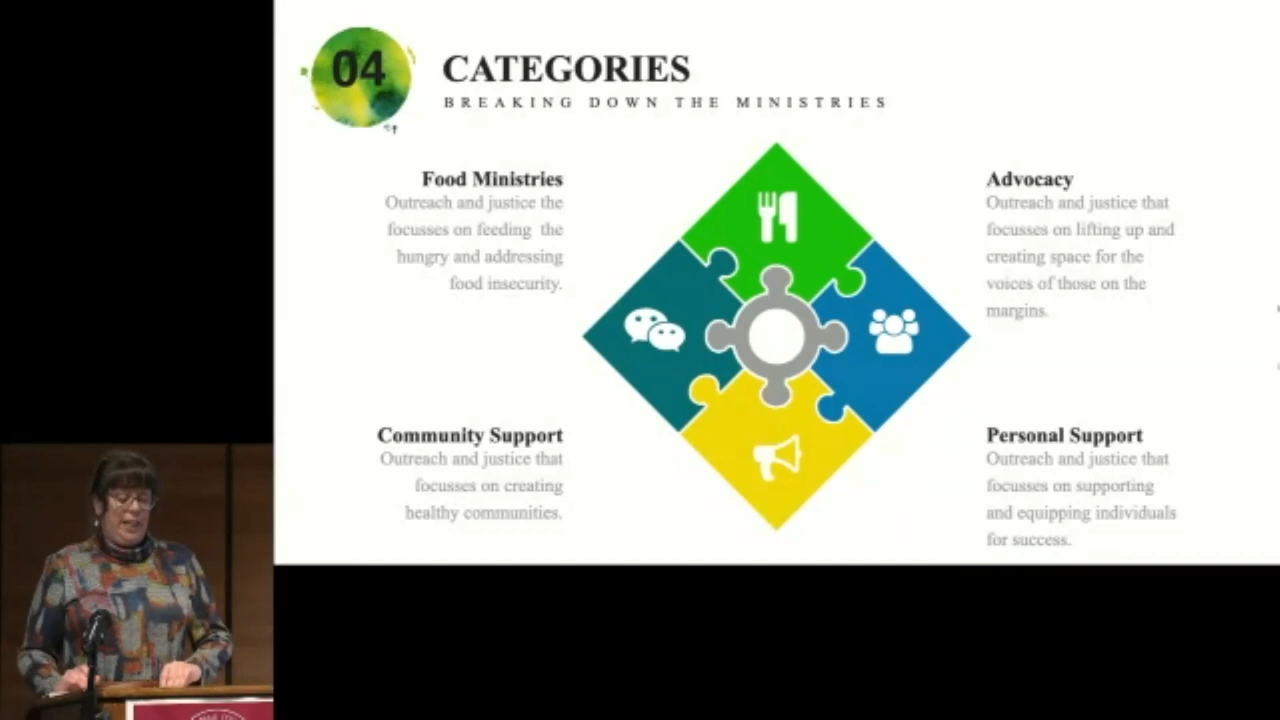 04
CATEGORIES
BREAKING DOWN THE MINISTRIES
Food Ministries
Outreach and justice the
focusses on feeding the
hungry and addressing
food insecurity.
Advocacy
Outreach and justice that
focusses on lifting up and
creating space for the
voices of those on the
margins.
Community Support
Outreach and justice that
focusses on creating
healthy communities.
Personal Support
Outreach and justice that
focusses on supporting
and equipping individuals
for success.